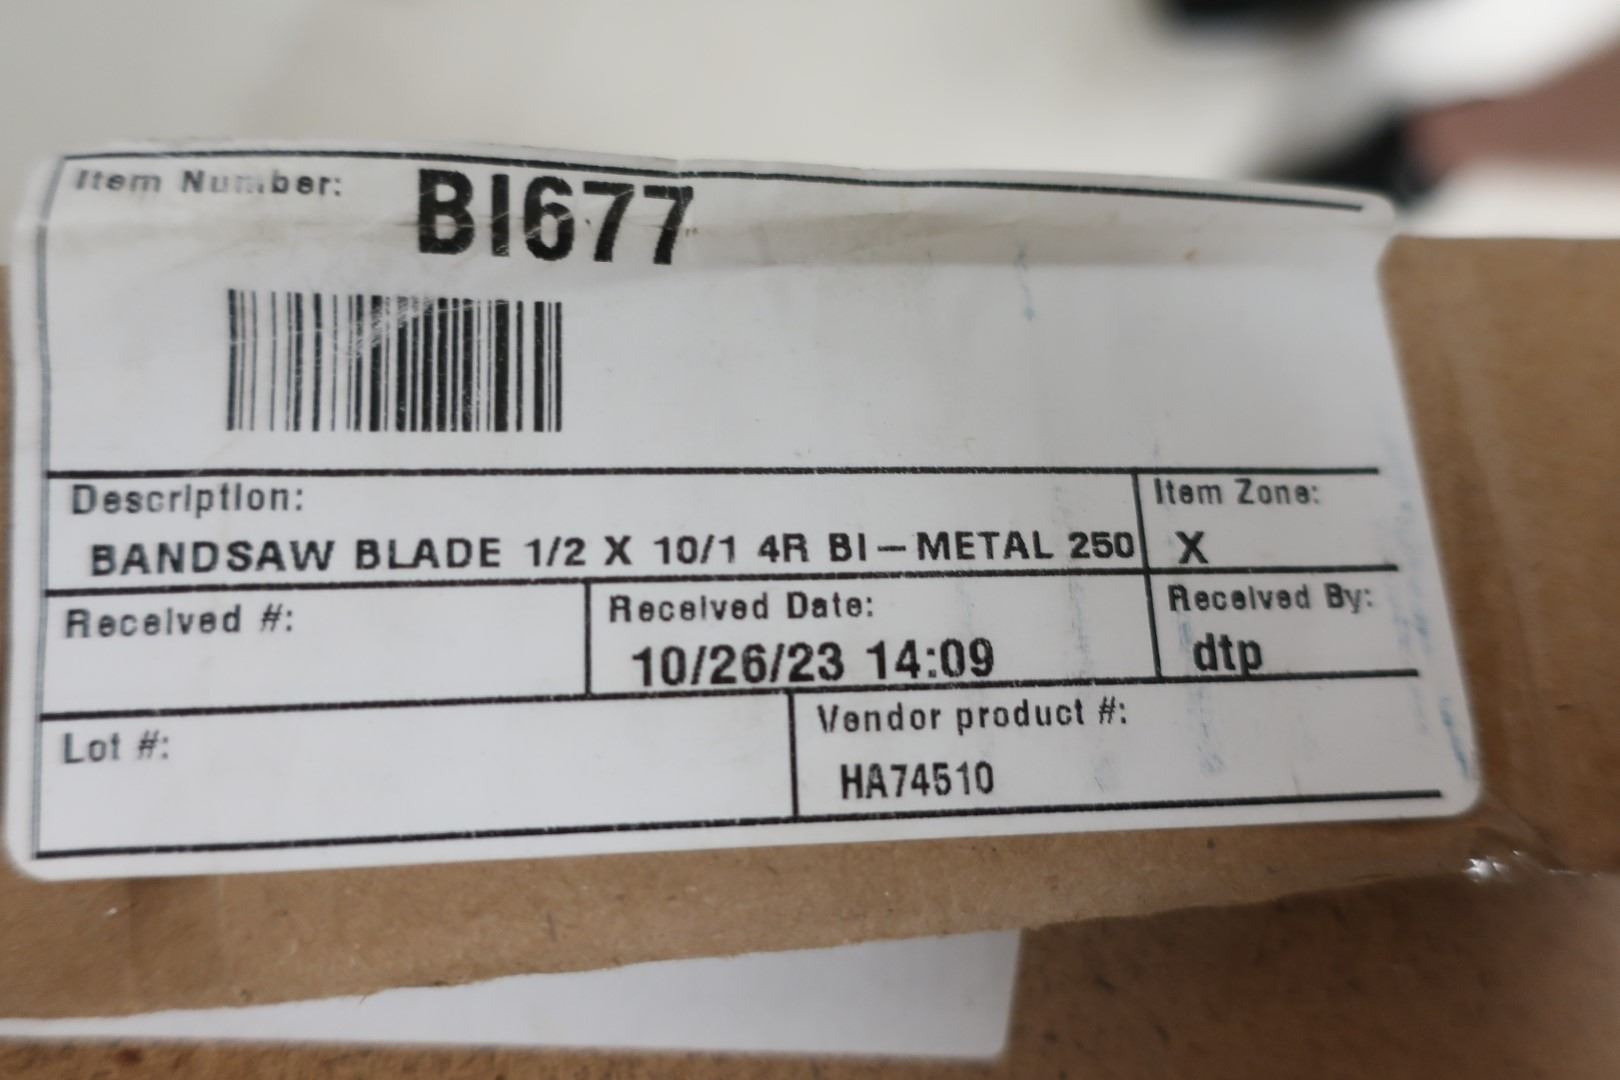 Item Number: BI677
Description:
BANDSAW BLADE 1/2 X 10/1 4R BI-METAL 250
Item Zone:
X
Received #:
Received Date:
10/26/23 14:09
Received By:
dtp
Lot #:
Vendor product #:
HA74510